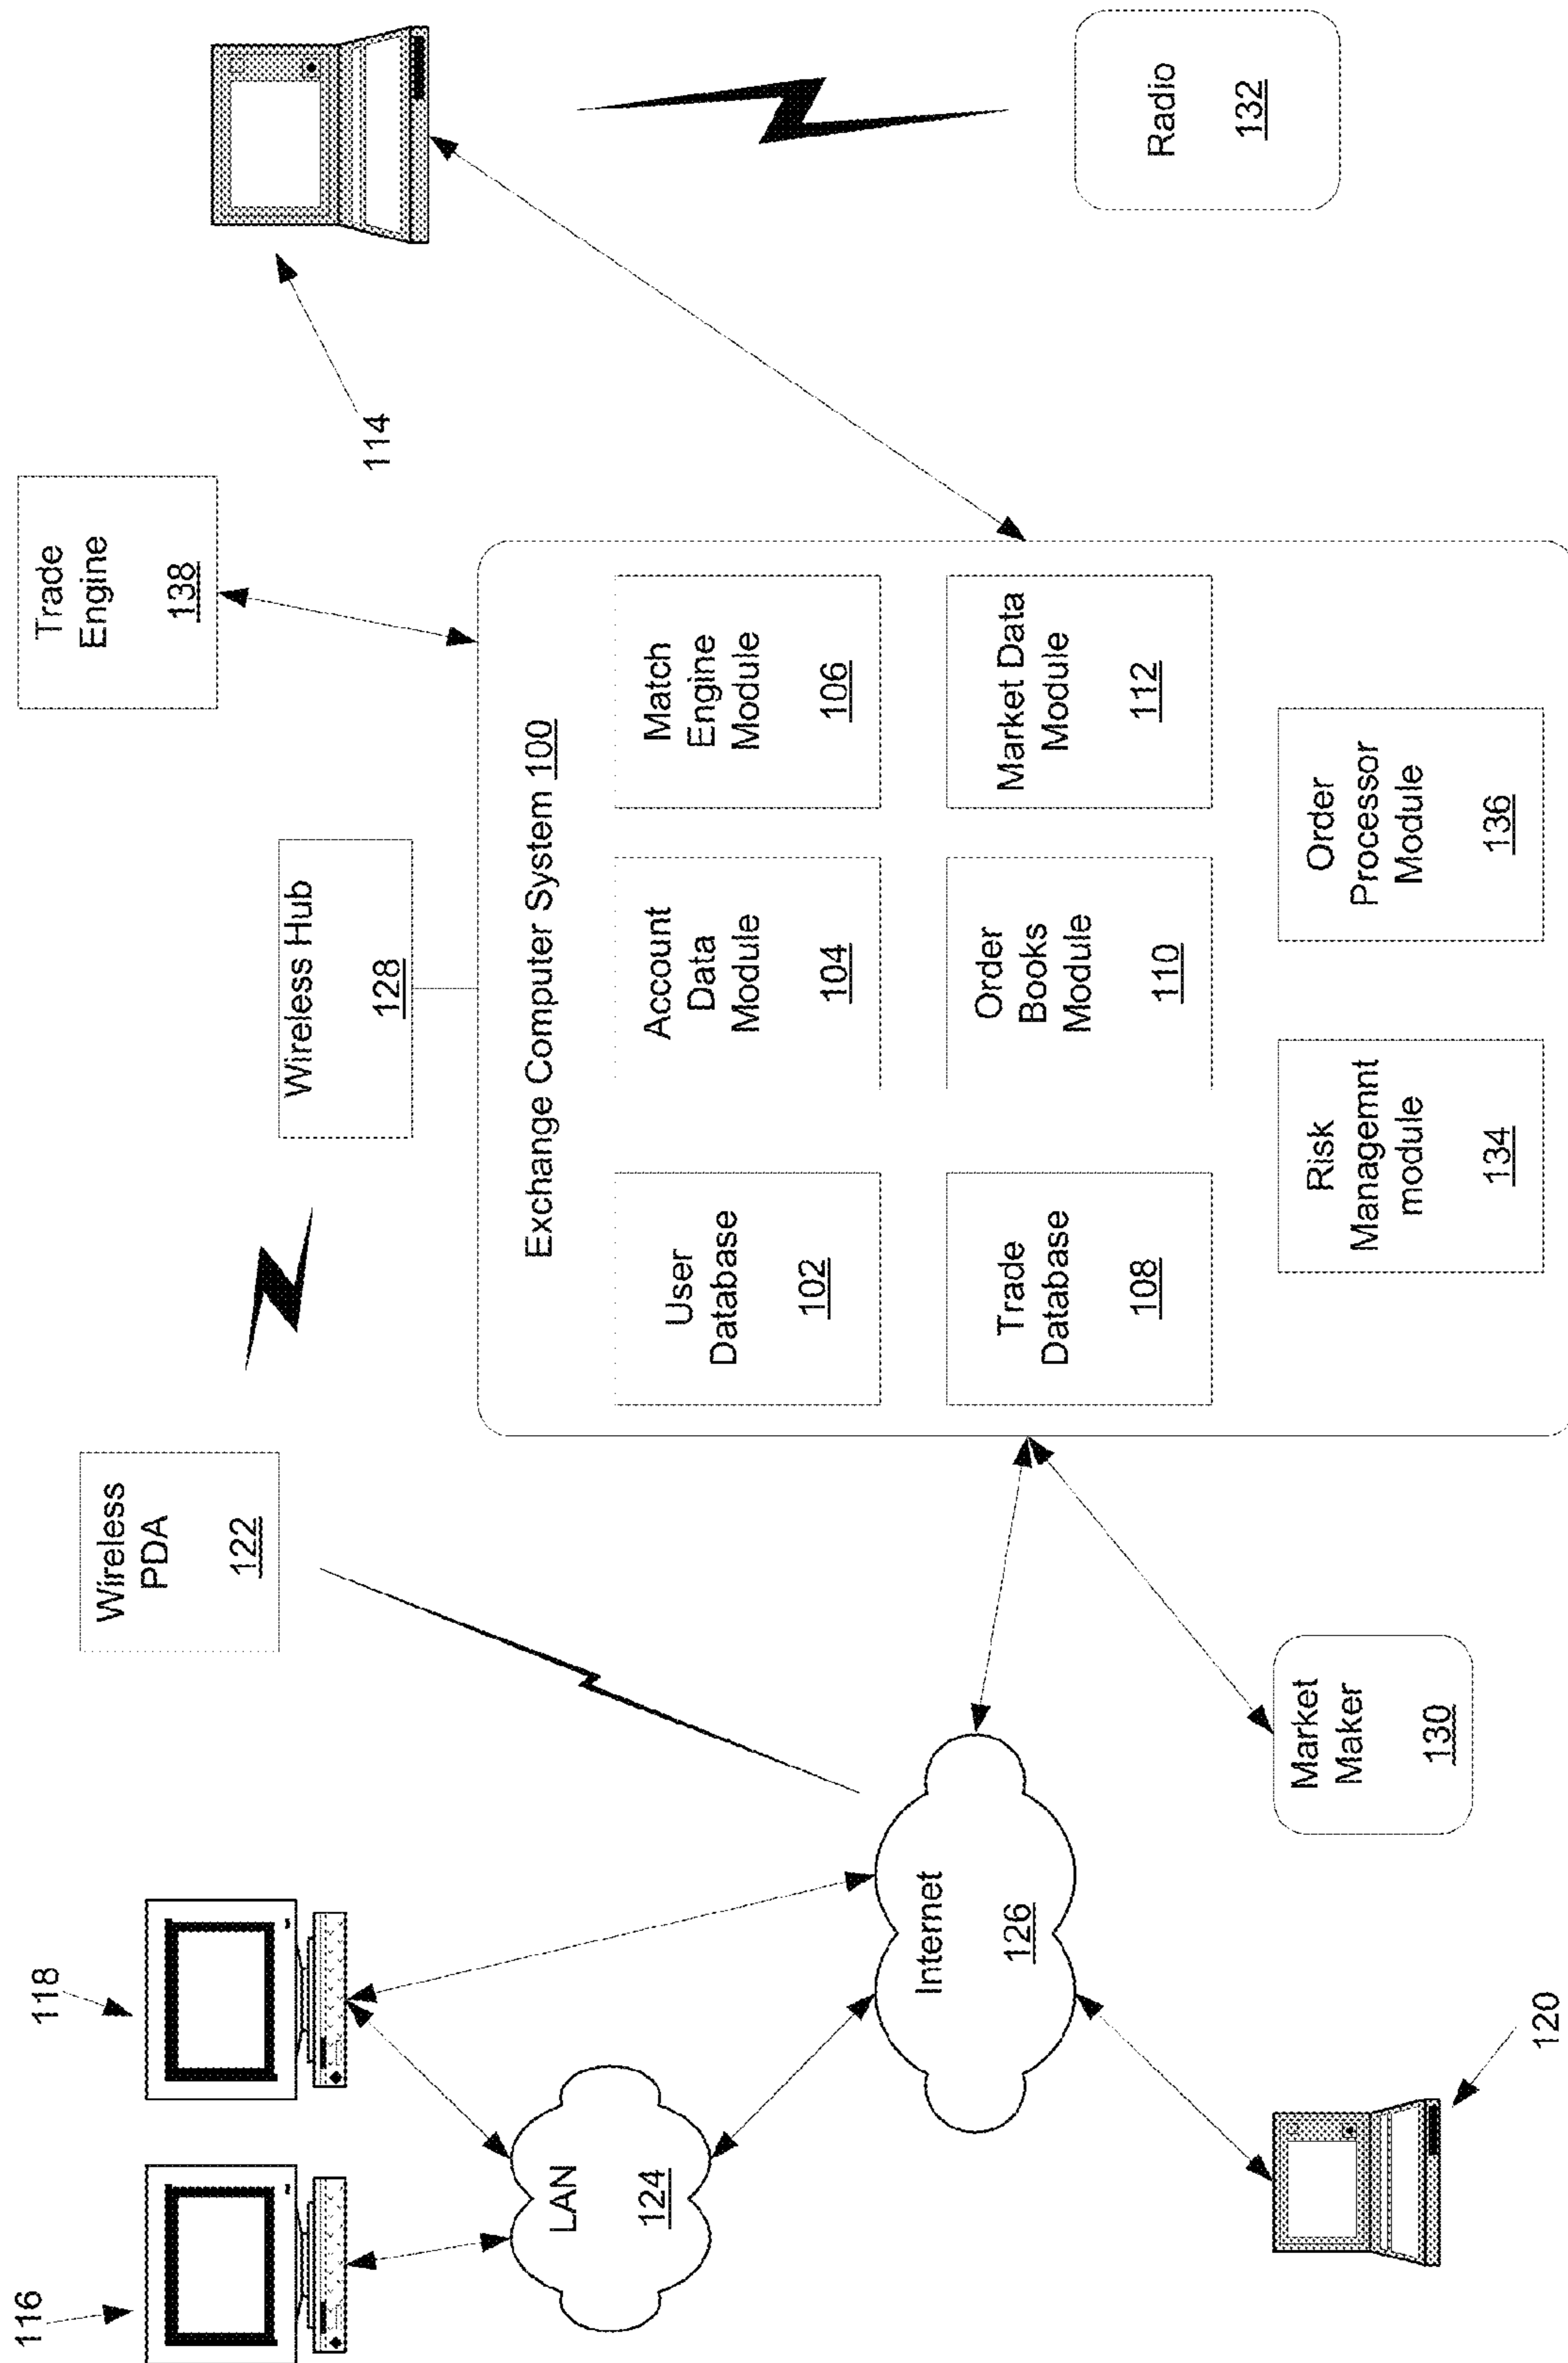 116
118
Wireless
PDA
122
Wireless Hub
128
Trade
Engine
138
114
LAN
124
Internet
126
120
Market
Maker
130
Exchange Computer System 100
User
Database
102
Account
Data
Module
104
Match
Engine
Module
106
Trade
Database
108
Order
Books
Module
110
Market Data
Module
112
Risk
Managemnt
module
134
Order
Processor
Module
136
Radio
132